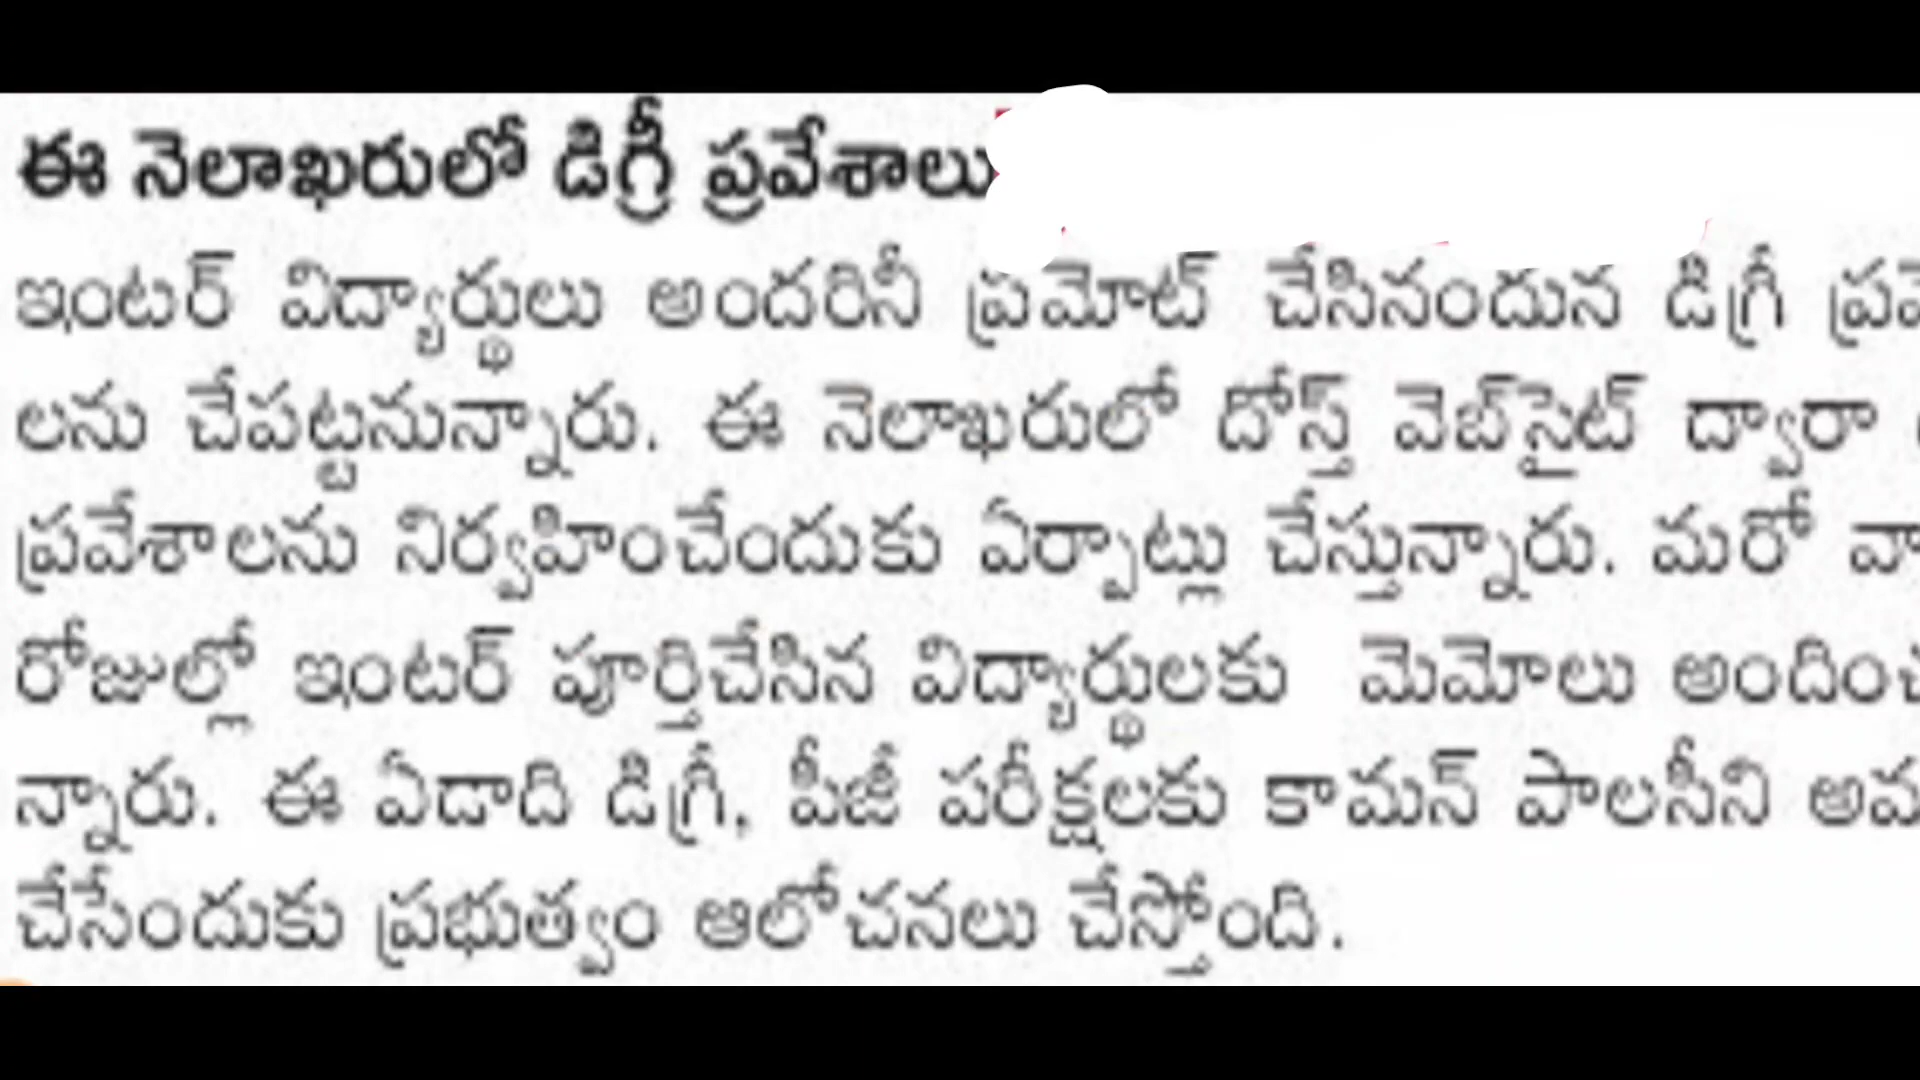 ఈ నెలాఖరులో డిగ్రీ ప్రవేశాలు
ఇంటర్ విద్యార్థులు అందరినీ ప్రమోట్ చేసినందున డిగ్రీ
లను చేపట్టనున్నారు. ఈ నెలాఖరులో దోస్త్ వెబ్‌సైట్ ద్వారా
ప్రవేశాలను నిర్వహించేందుకు ఏర్పాట్లు చేస్తున్నారు. మరో
రోజుల్లో ఇంటర్ పూర్తిచేసిన విద్యార్థులకు మెమోలు
న్నారు. ఈ ఏడాది డిగ్రీ, పీజీ పరీక్షలకు కామన్ పాలసీని
చేసేందుకు ప్రభుత్వం ఆలోచనలు చేస్తోంది.